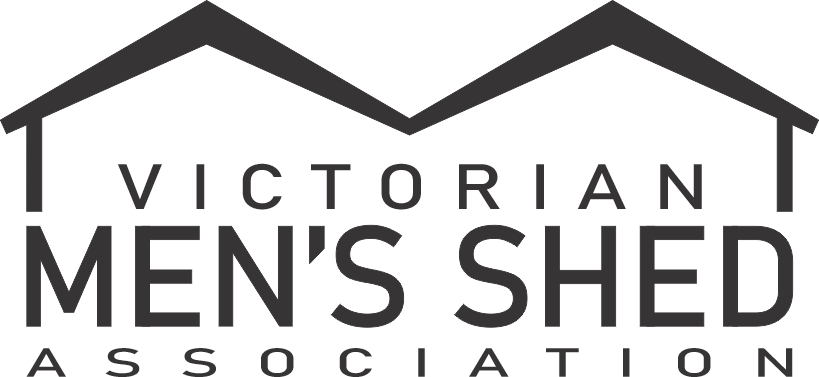 VICTORIAN
MEN'S SHED
ASSOCIATION